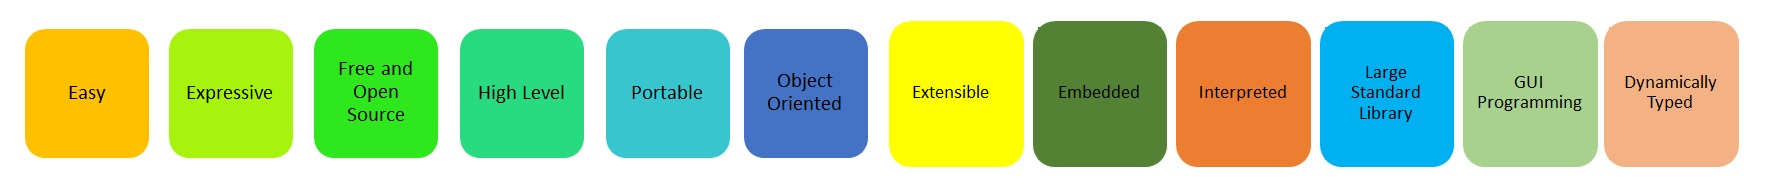 Easy
Expressive
Free and
Open
Source
High Level
Portable
Object
Oriented
Extensible
Embedded
Interpreted
Large
Standard
Library
GUI
Programming
Dynamically
Typed